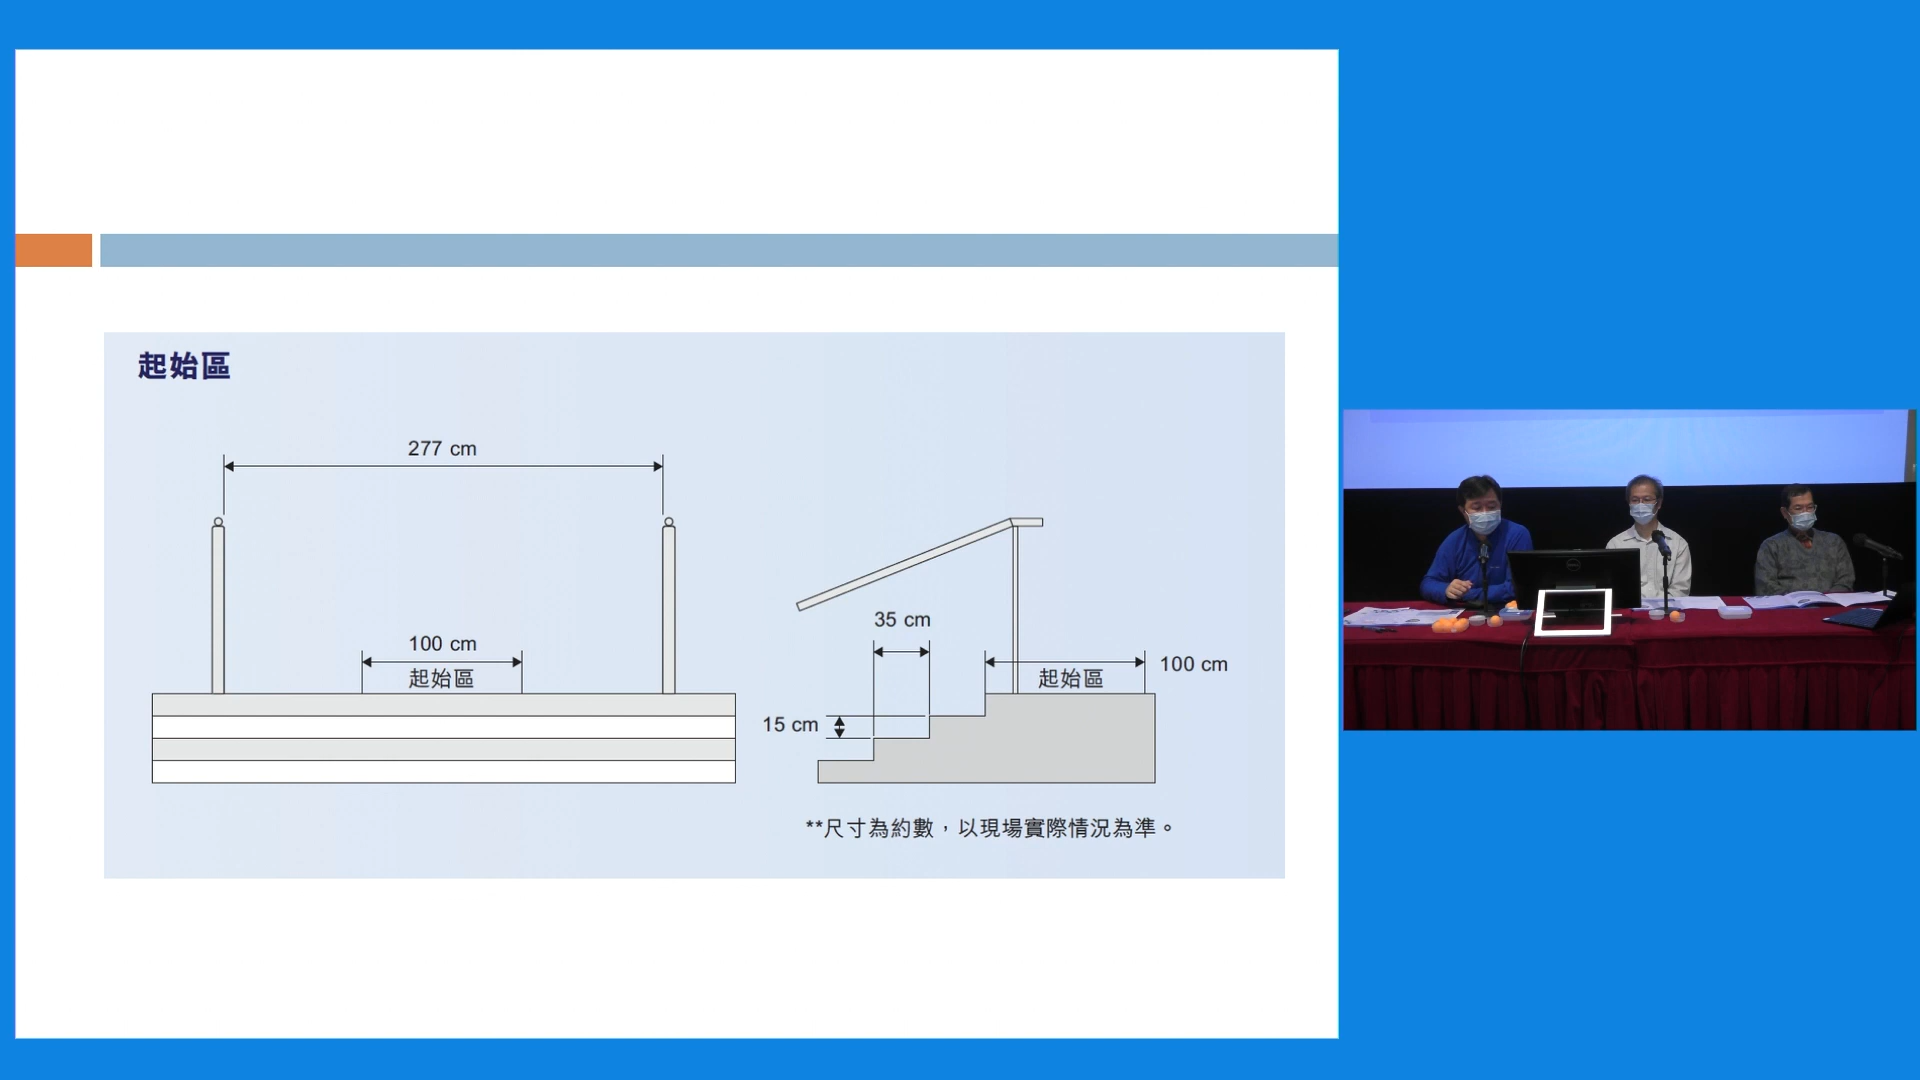 起始區
277 cm
100 cm
起始區
35 cm
起始區
100 cm
15 cm
**尺寸為約數，以現場實際情況為準。